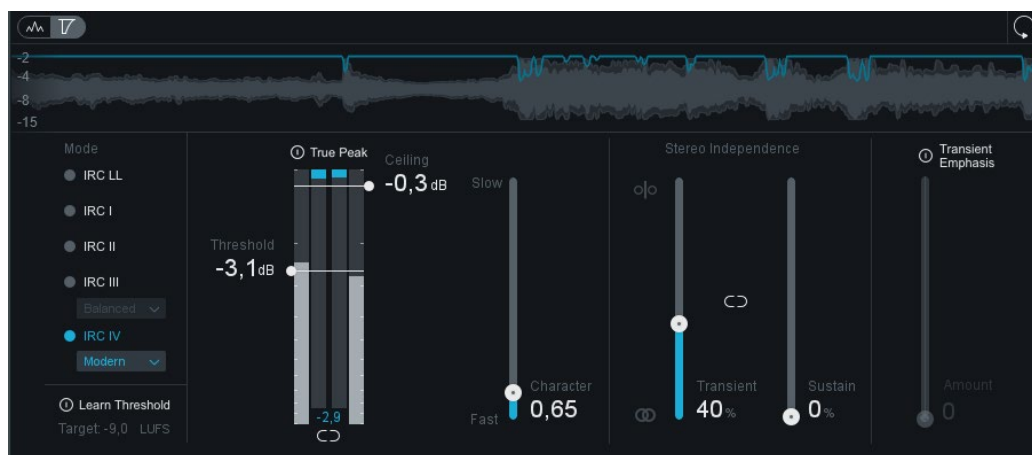 -2
-4
-8
-15
Mode
IRC LL
IRC I
IRC II
IRC III
Balanced
IRC IV
Modern
Learn Threshold
Target: -9,0 LUFS
True Peak
Ceiling
-0,3 dB
Threshold
-3,1 dB
-2,9
Slow
Fast
Character
0,65
Stereo Independence
Transient
40 %
Sustain
0 %
Transient
Emphasis
Amount
0